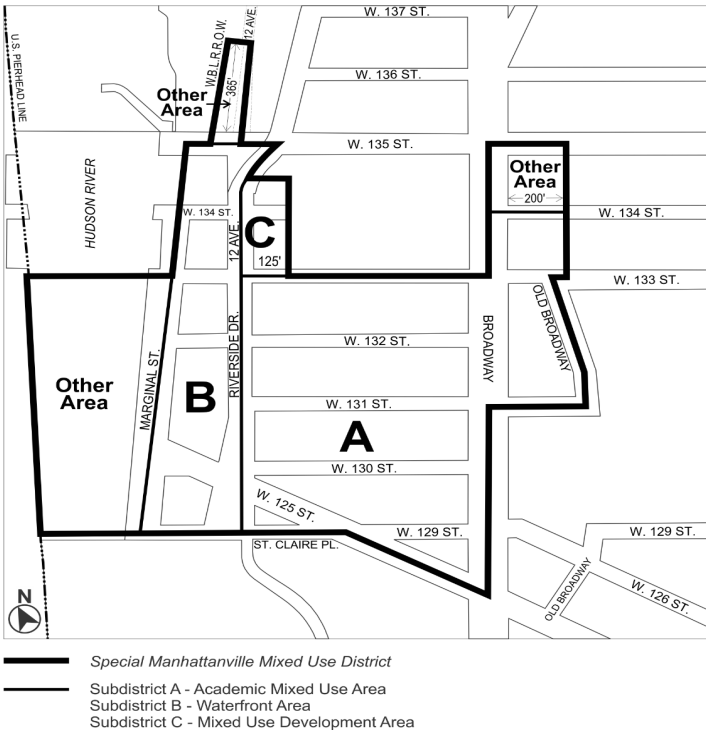 W. 137 ST.
12 AVE.
W.B.L.R.R.O.W.
U.S. PIERHEAD LINE
W. 136 ST.
365'
Other
Area
W. 135 ST.
Other
Area
200'
HUDSON RIVER
W. 134 ST.
W. 134 ST.
12 AVE.
C
125'
W. 133 ST.
OLD BROADWAY
BROADWAY
RIVERSIDE DR.
W. 132 ST.
MARGINAL ST.
Other
Area
B
W. 131 ST.
A
W. 130 ST.
W. 125 ST.
W. 129 ST.
W. 129 ST.
ST. CLAIRE PL.
OLD BROADWAY
W. 126 ST.
N
Special Manhattanville Mixed Use District
Subdistrict A - Academic Mixed Use Area
Subdistrict B - Waterfront Area
Subdistrict C - Mixed Use Development Area